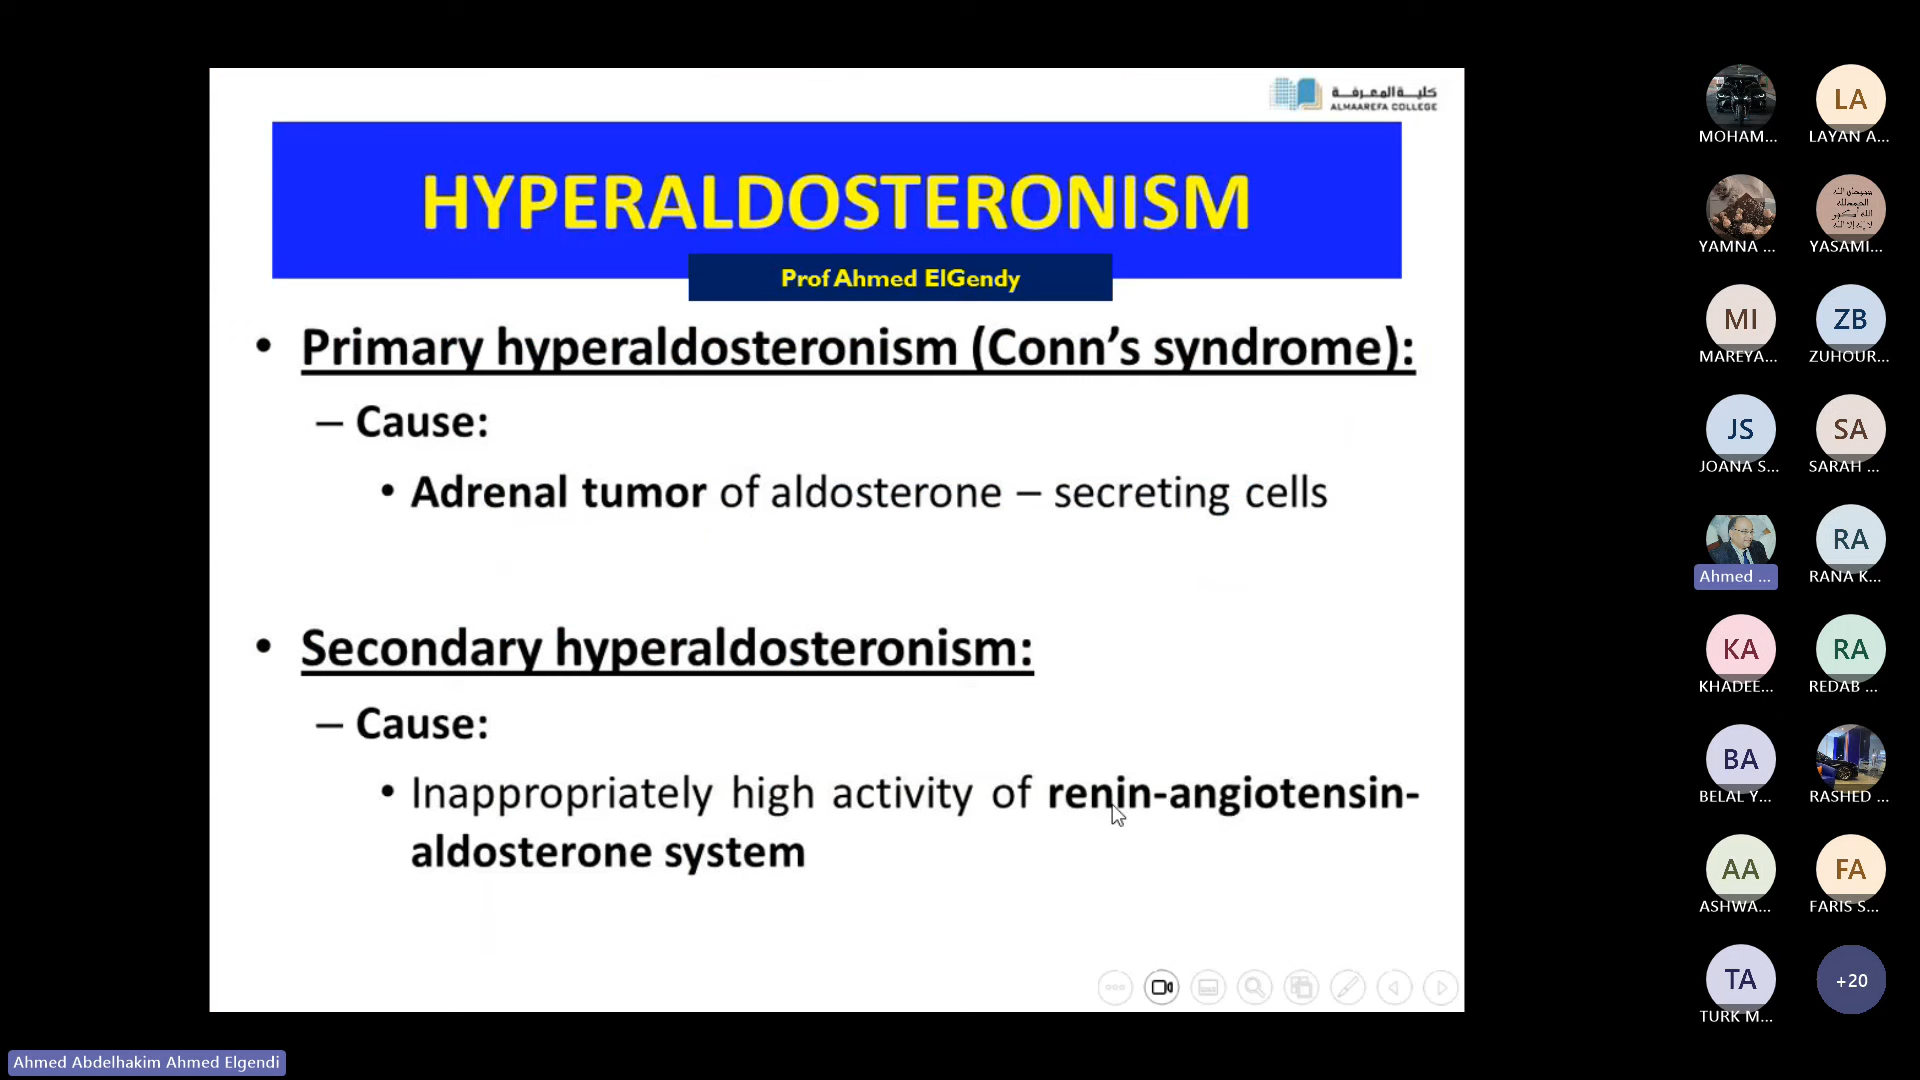 كلية المعرفة
ALMAAREFA COLLEGE
HYPERALDOSTERONISM
Prof Ahmed ElGendy
• Primary hyperaldosteronism (Conn’s syndrome):
– Cause:
• Adrenal tumor of aldosterone – secreting cells
• Secondary hyperaldosteronism:
– Cause:
• Inappropriately high activity of renin-angiotensin-
aldosterone system
MOHAM...
LA
LAYAN A...
YAMNA ...
YASAMI...
MI
MAREYA...
ZB
ZUHOUR...
JS
JOANA S...
SA
SARAH ...
Ahmed ...
RA
RANA K...
KA
KHADEE...
RA
REDAB ...
BA
BELAL Y...
RASHED ...
AA
ASHWA...
FA
FARIS S...
TA
TURK M...
+20
Ahmed Abdelhakim Ahmed Elgendi